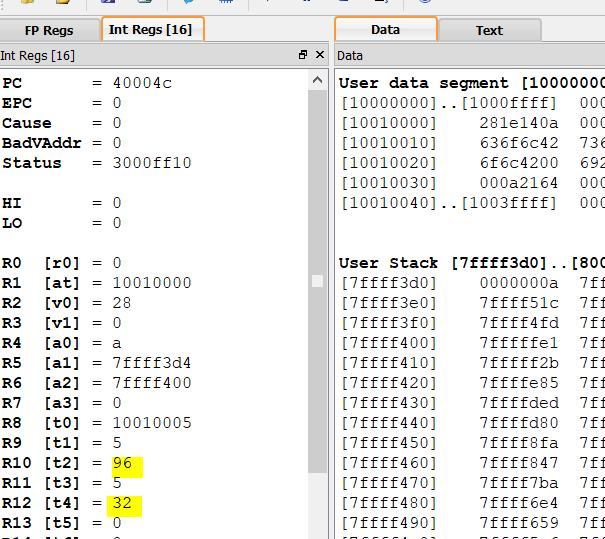 FP Regs
Int Regs [16]
Data
Text
Int Regs [16]
Data
PC = 40004c
EPC = 0
Cause = 0
BadVAddr = 0
Status = 3000ff10
HI = 0
LO = 0
R0 [r0] = 0
R1 [at] = 10010000
R2 [v0] = 28
R3 [v1] = 0
R4 [a0] = a
R5 [a1] = 7ffff3d4
R6 [a2] = 7ffff400
R7 [a3] = 0
R8 [t0] = 10010005
R9 [t1] = 5
R10 [t2] = 96
R11 [t3] = 5
R12 [t4] = 32
R13 [t5] = 0
User data segment [10000000
[10000000]..[1000ffff] 000
[10010000] 281e140a 000
[10010010] 636f6c42 736
[10010020] 6f6c4200 692
[10010030] 000a2164 000
[10010040]..[1003ffff] 000
User Stack [7ffff3d0]..[800
[7ffff3d0] 0000000a 7ff
[7ffff3e0] 7ffff51c 7ff
[7ffff3f0] 7ffff4fd 7ff
[7ffff400] 7fffffe1 7ff
[7ffff410] 7fffff2b 7ff
[7ffff420] 7ffffe85 7ff
[7ffff430] 7ffffded 7ff
[7ffff440] 7ffffd80 7ff
[7ffff450] 7ffff8fa 7ff
[7ffff460] 7ffff847 7ff
[7ffff470] 7ffff7ba 7ff
[7ffff480] 7ffff6e4 7ff
[7ffff490] 7ffff659 7ff